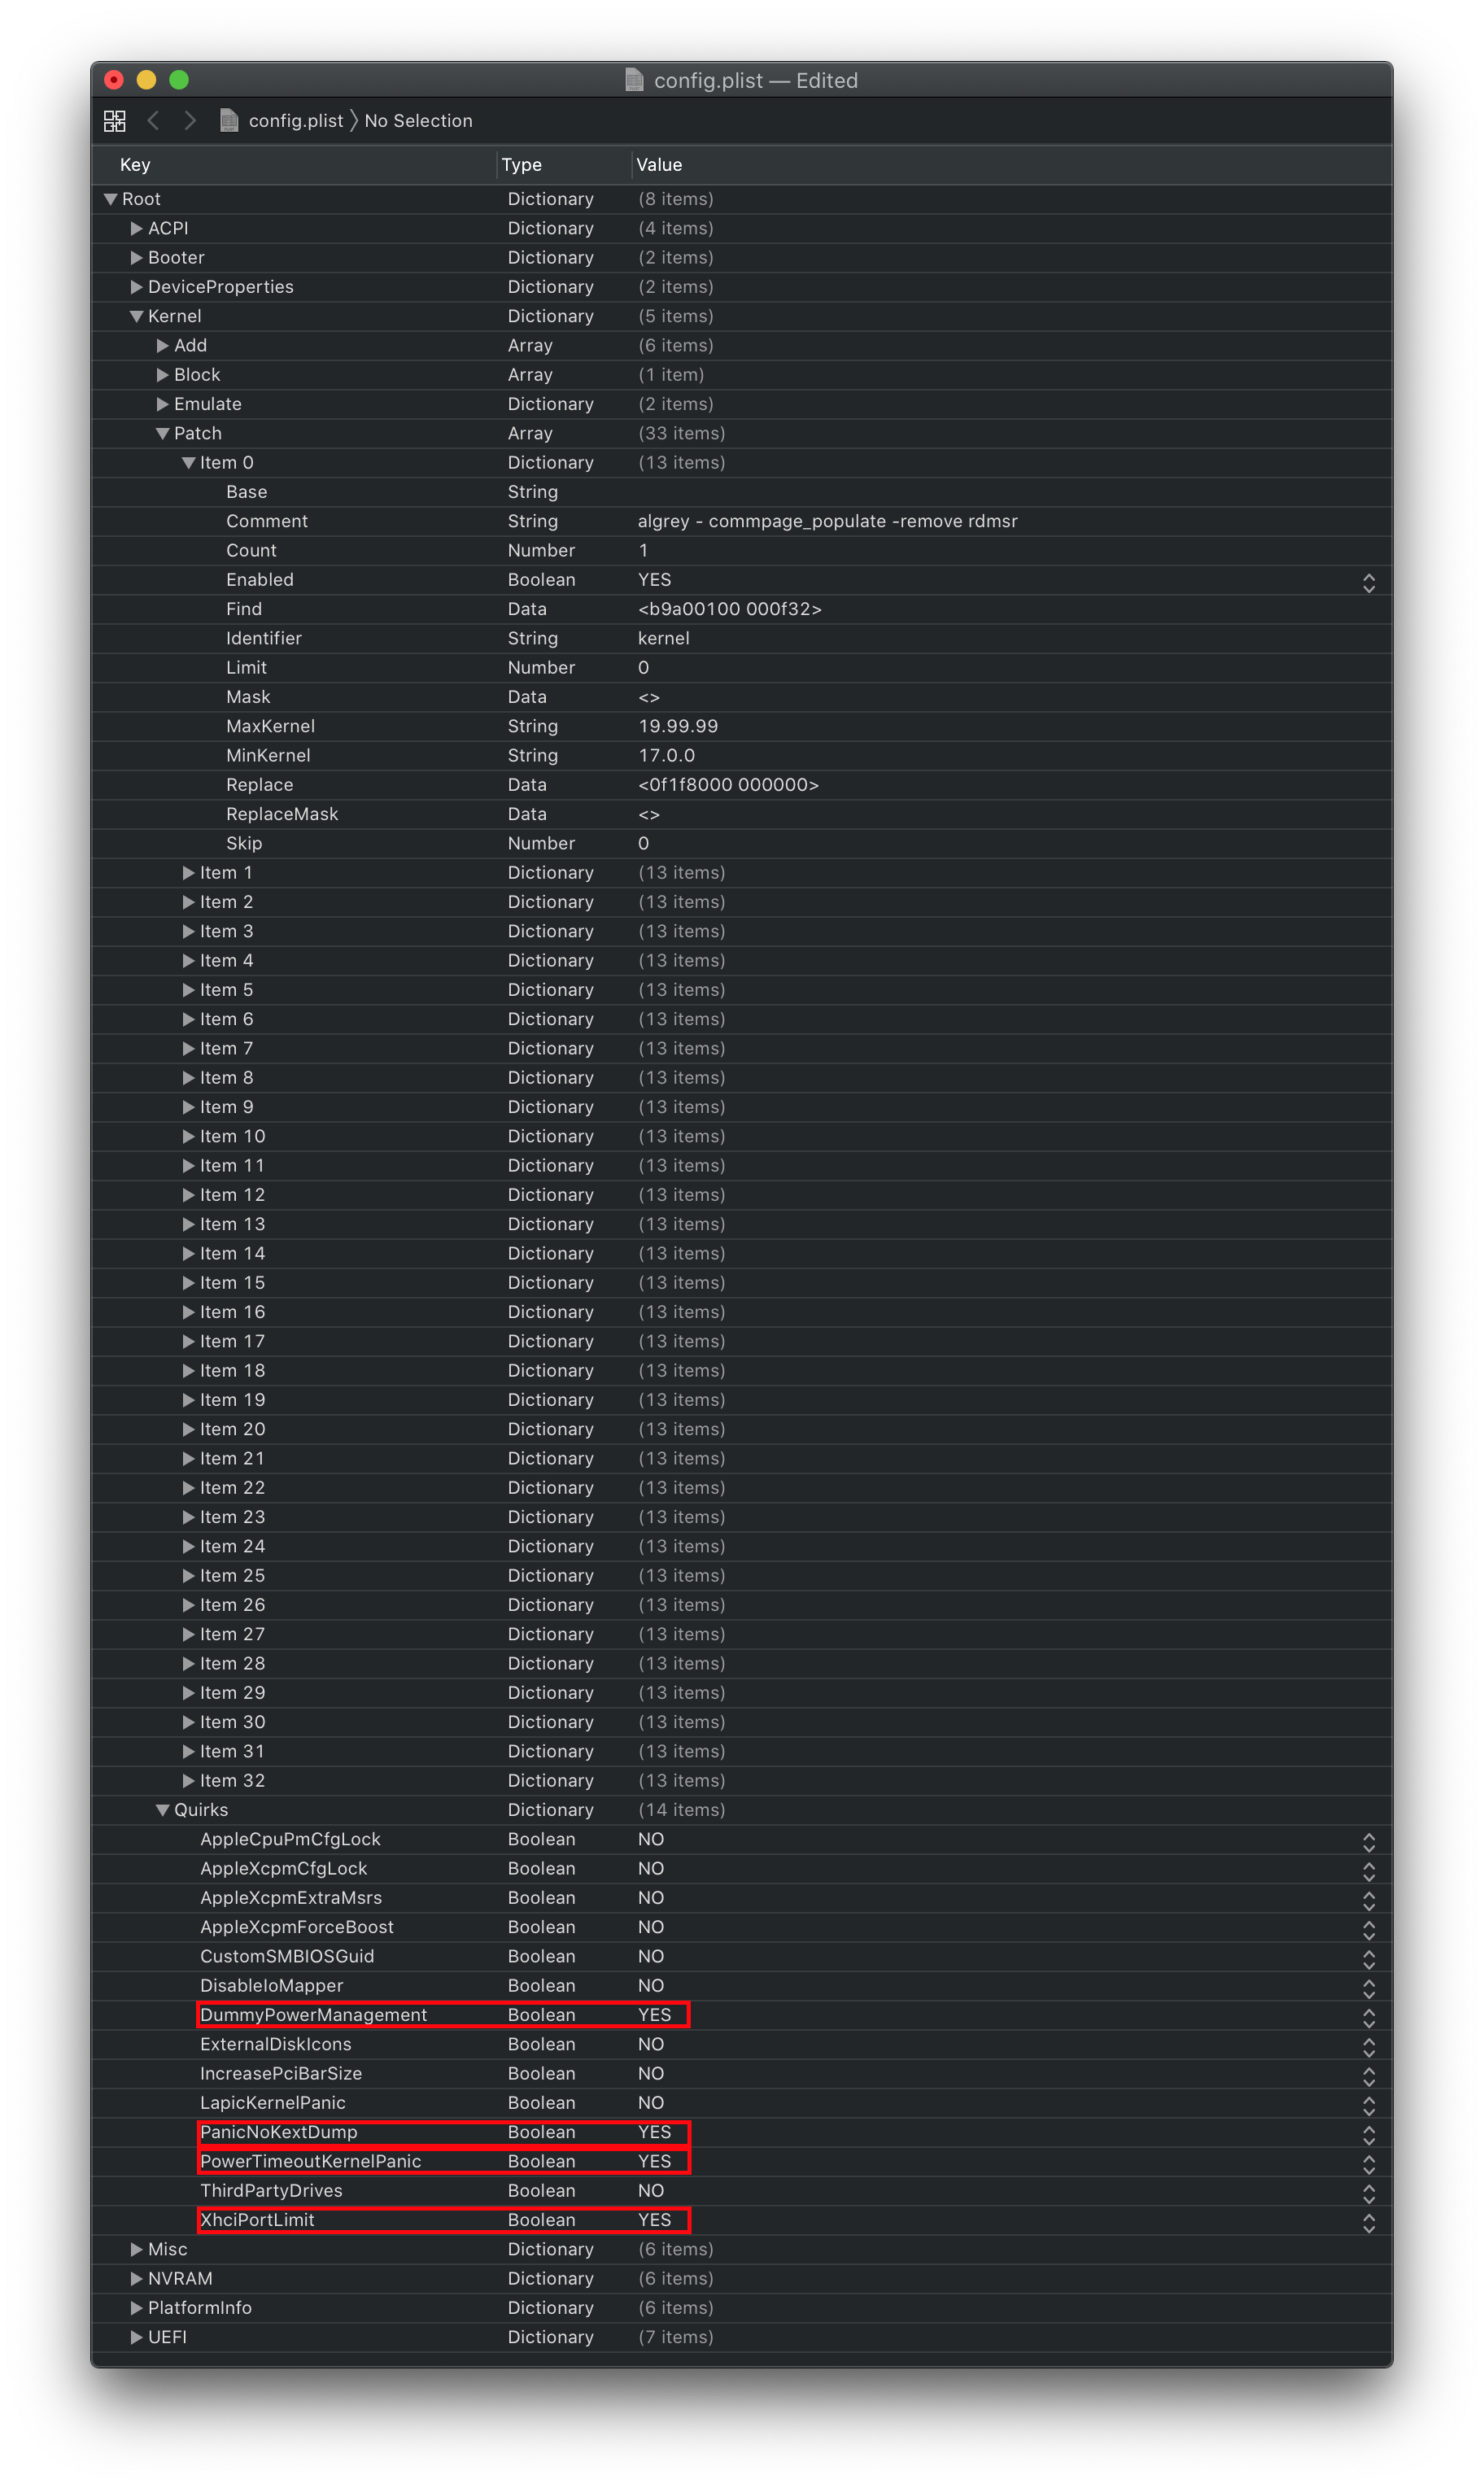 config.plist — Edited
config.plist 〉 No Selection
Key Type Value
Root Dictionary (8 items)
ACPI Dictionary (4 items)
Booter Dictionary (2 items)
DeviceProperties Dictionary (2 items)
Kernel Dictionary (5 items)
Add Array (6 items)
Block Array (1 item)
Emulate Dictionary (2 items)
Patch Array (33 items)
Item 0 Dictionary (13 items)
Base String
Comment String algrey - commpage_populate -remove rdmsr
Count Number 1
Enabled Boolean YES
Find Data <b9a00100 000f32>
Identifier String kernel
Limit Number 0
Mask Data <>
MaxKernel String 19.99.99
MinKernel String 17.0.0
Replace Data <0f1f8000 000000>
ReplaceMask Data <>
Skip Number 0
Item 1 Dictionary (13 items)
Item 2 Dictionary (13 items)
Item 3 Dictionary (13 items)
Item 4 Dictionary (13 items)
Item 5 Dictionary (13 items)
Item 6 Dictionary (13 items)
Item 7 Dictionary (13 items)
Item 8 Dictionary (13 items)
Item 9 Dictionary (13 items)
Item 10 Dictionary (13 items)
Item 11 Dictionary (13 items)
Item 12 Dictionary (13 items)
Item 13 Dictionary (13 items)
Item 14 Dictionary (13 items)
Item 15 Dictionary (13 items)
Item 16 Dictionary (13 items)
Item 17 Dictionary (13 items)
Item 18 Dictionary (13 items)
Item 19 Dictionary (13 items)
Item 20 Dictionary (13 items)
Item 21 Dictionary (13 items)
Item 22 Dictionary (13 items)
Item 23 Dictionary (13 items)
Item 24 Dictionary (13 items)
Item 25 Dictionary (13 items)
Item 26 Dictionary (13 items)
Item 27 Dictionary (13 items)
Item 28 Dictionary (13 items)
Item 29 Dictionary (13 items)
Item 30 Dictionary (13 items)
Item 31 Dictionary (13 items)
Item 32 Dictionary (13 items)
Quirks Dictionary (14 items)
AppleCpuPmCfgLock Boolean NO
AppleXcpmCfgLock Boolean NO
AppleXcpmExtraMsrs Boolean NO
AppleXcpmForceBoost Boolean NO
CustomSMBIOSGuid Boolean NO
DisableIoMapper Boolean NO
DummyPowerManagement Boolean YES
ExternalDiskIcons Boolean NO
IncreasePciBarSize Boolean NO
LapicKernelPanic Boolean NO
PanicNoKextDump Boolean YES
PowerTimeoutKernelPanic Boolean YES
ThirdPartyDrives Boolean NO
XhciPortLimit Boolean YES
Misc Dictionary (6 items)
NVRAM Dictionary (6 items)
PlatformInfo Dictionary (6 items)
UEFI Dictionary (7 items)